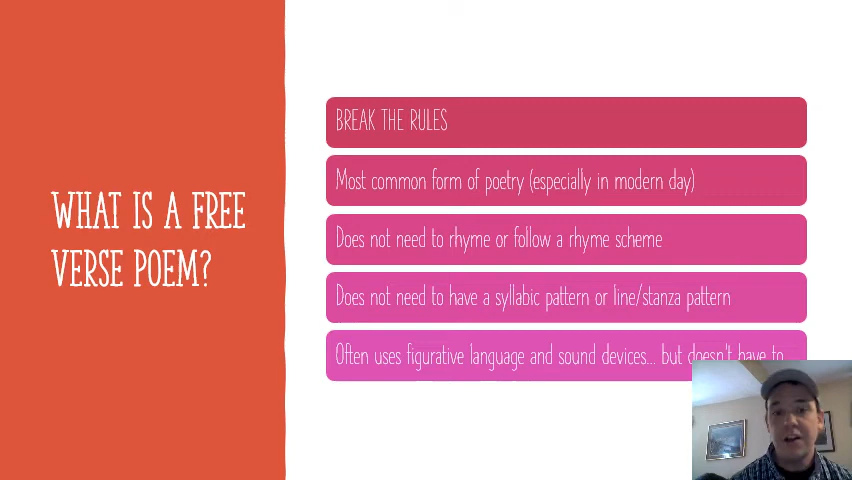 WHAT IS A FREE
VERSE POEM?
BREAK THE RULES
Most common form of poetry (especially in modern day)
Does not need to rhyme or follow a rhyme scheme
Does not need to have a syllabic pattern or line/stanza pattern
Often uses figurative language and sound devices... but doesn't have to